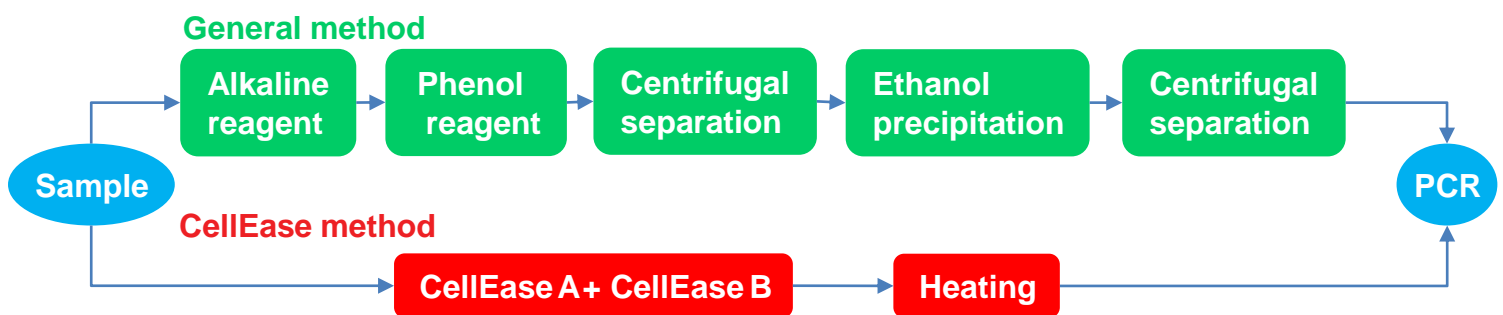 General method
Alkaline
reagent
Phenol
reagent
Centrifugal
separation
Ethanol
precipitation
Centrifugal
separation
Sample
PCR
CellEase method
CellEase A+ CellEase B
Heating